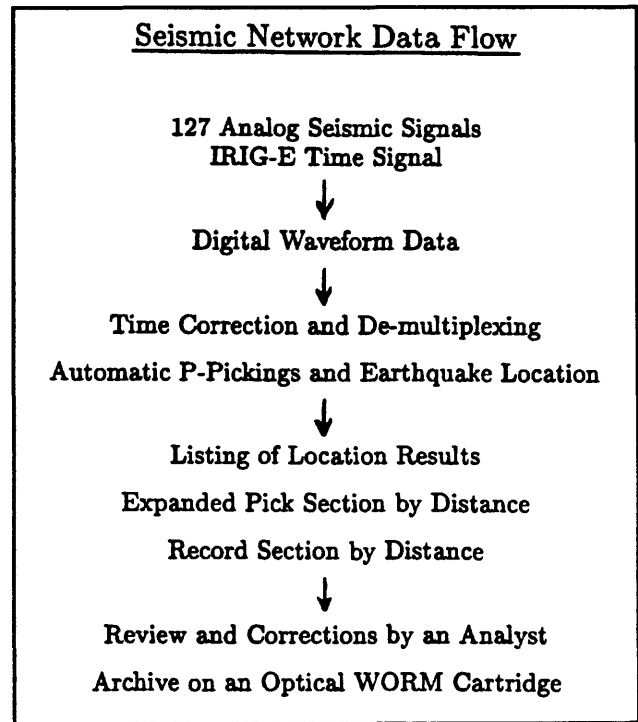 Seismic Network Data Flow
127 Analog Seismic Signals
IRIG-E Time Signal
Digital Waveform Data
Time Correction and De-multiplexing
Automatic P-Pickings and Earthquake Location
Listing of Location Results
Expanded Pick Section by Distance
Record Section by Distance
Review and Corrections by an Analyst
Archive on an Optical WORM Cartridge